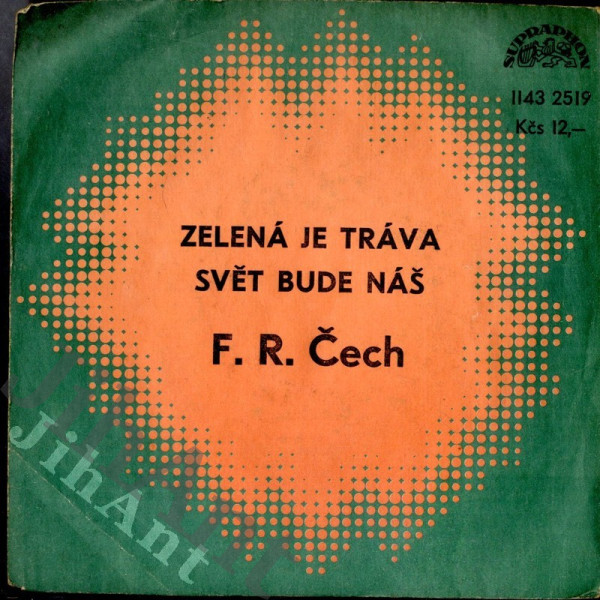 SUPRAPHON
1143 2519
Kčs 12,–
ZELENÁ JE TRÁVA
SVĚT BUDE NÁŠ
F. R. Čech
JihAnt